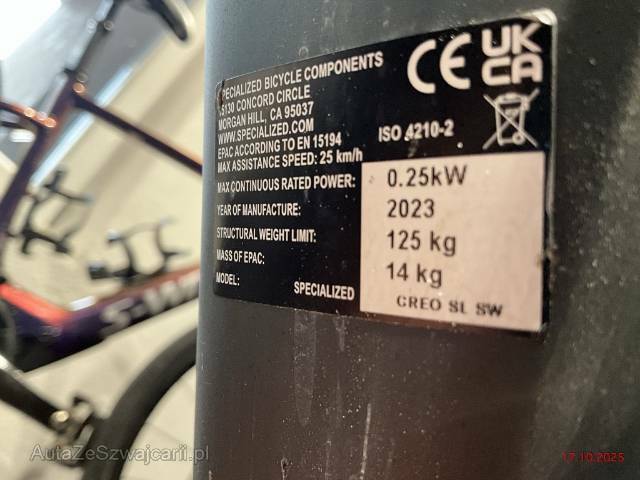 SPECIALIZED BICYCLE COMPONENTS
15130 CONCORD CIRCLE
MORGAN HILL, CA 95037
WWW.SPECIALIZED.COM
EPAC ACCORDING TO EN 15194
MAX ASSISTANCE SPEED: 25 km/h
ISO 4210-2
CE UK CA
MAX CONTINUOUS RATED POWER: 0.25kW
YEAR OF MANUFACTURE: 2023
STRUCTURAL WEIGHT LIMIT: 125 kg
MASS OF EPAC: 14 kg
MODEL: SPECIALIZED CREO SL SW
AutaZeSzwajcarii.pl
17.10.2025